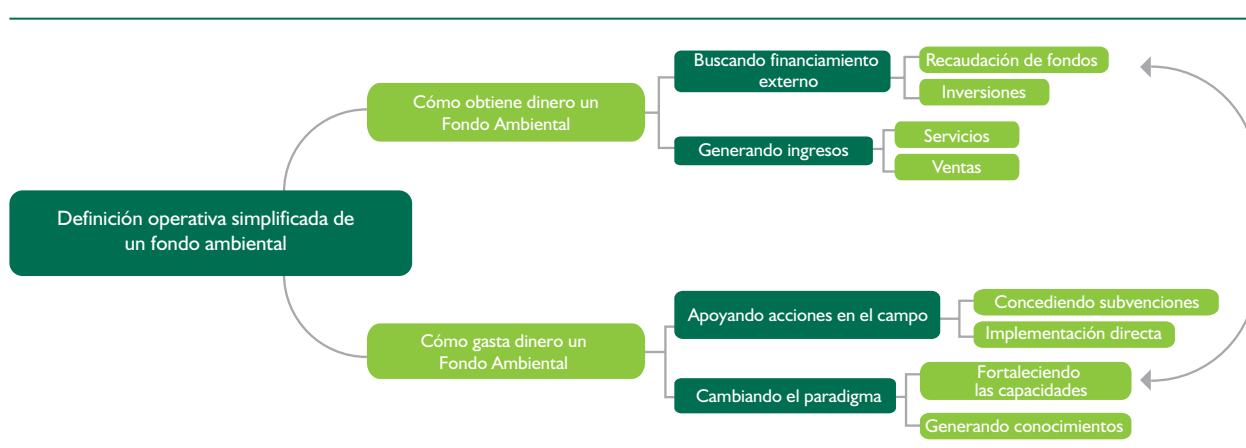 Definición operativa simplificada de
un fondo ambiental
Cómo obtiene dinero un
Fondo Ambiental
Buscando financiamiento
externo
Recaudación de fondos
Inversiones
Generando ingresos
Servicios
Ventas
Cómo gasta dinero un
Fondo Ambiental
Apoyando acciones en el campo
Concediendo subvenciones
Implementación directa
Cambiando el paradigma
Fortaleciendo
las capacidades
Generando conocimientos